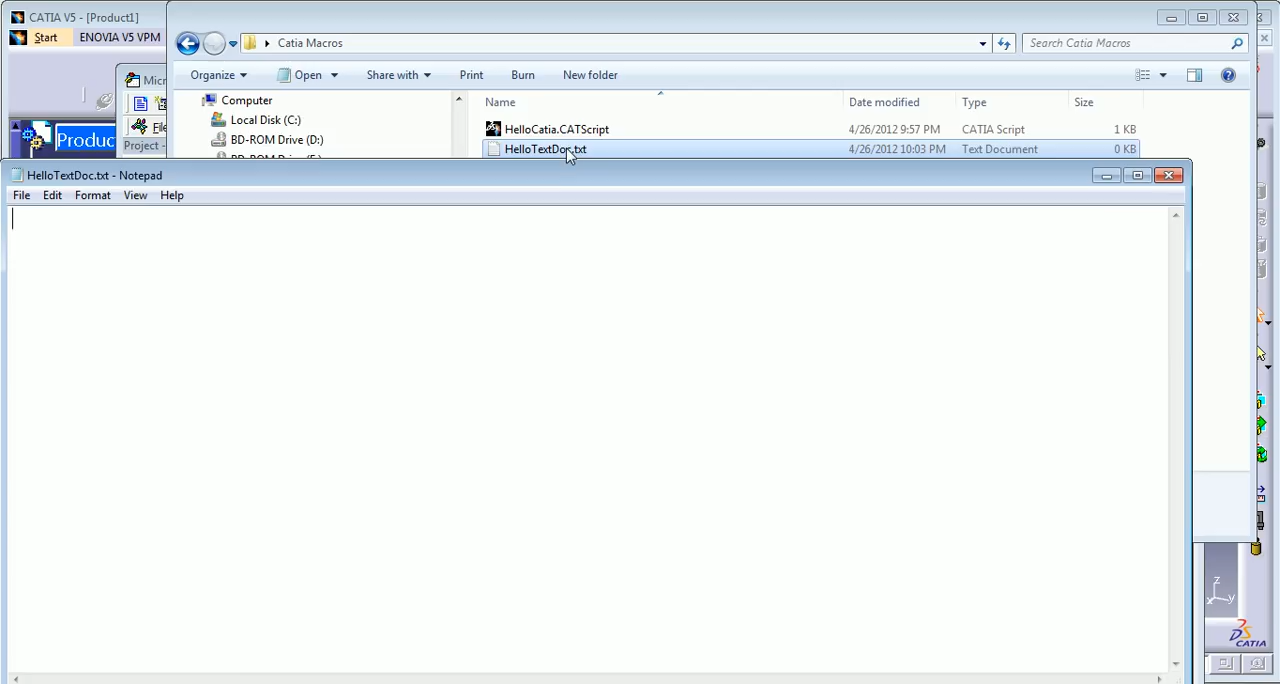 CATIA V5 - [Product1]
Start ENOVIA V5 VPM
Catia Macros
Search Catia Macros
Organize Open Share with Print Burn New folder
Computer
Local Disk (C:)
BD-ROM Drive (D:)
Name Date modified Type Size
HelloCatia.CATScript 4/26/2012 9:57 PM CATIA Script 1 KB
HelloTextDoc.txt 4/26/2012 10:03 PM Text Document 0 KB
Micr
File
Produc
Project -
HelloTextDoc.txt - Notepad
File Edit Format View Help
z
x y
CATIA